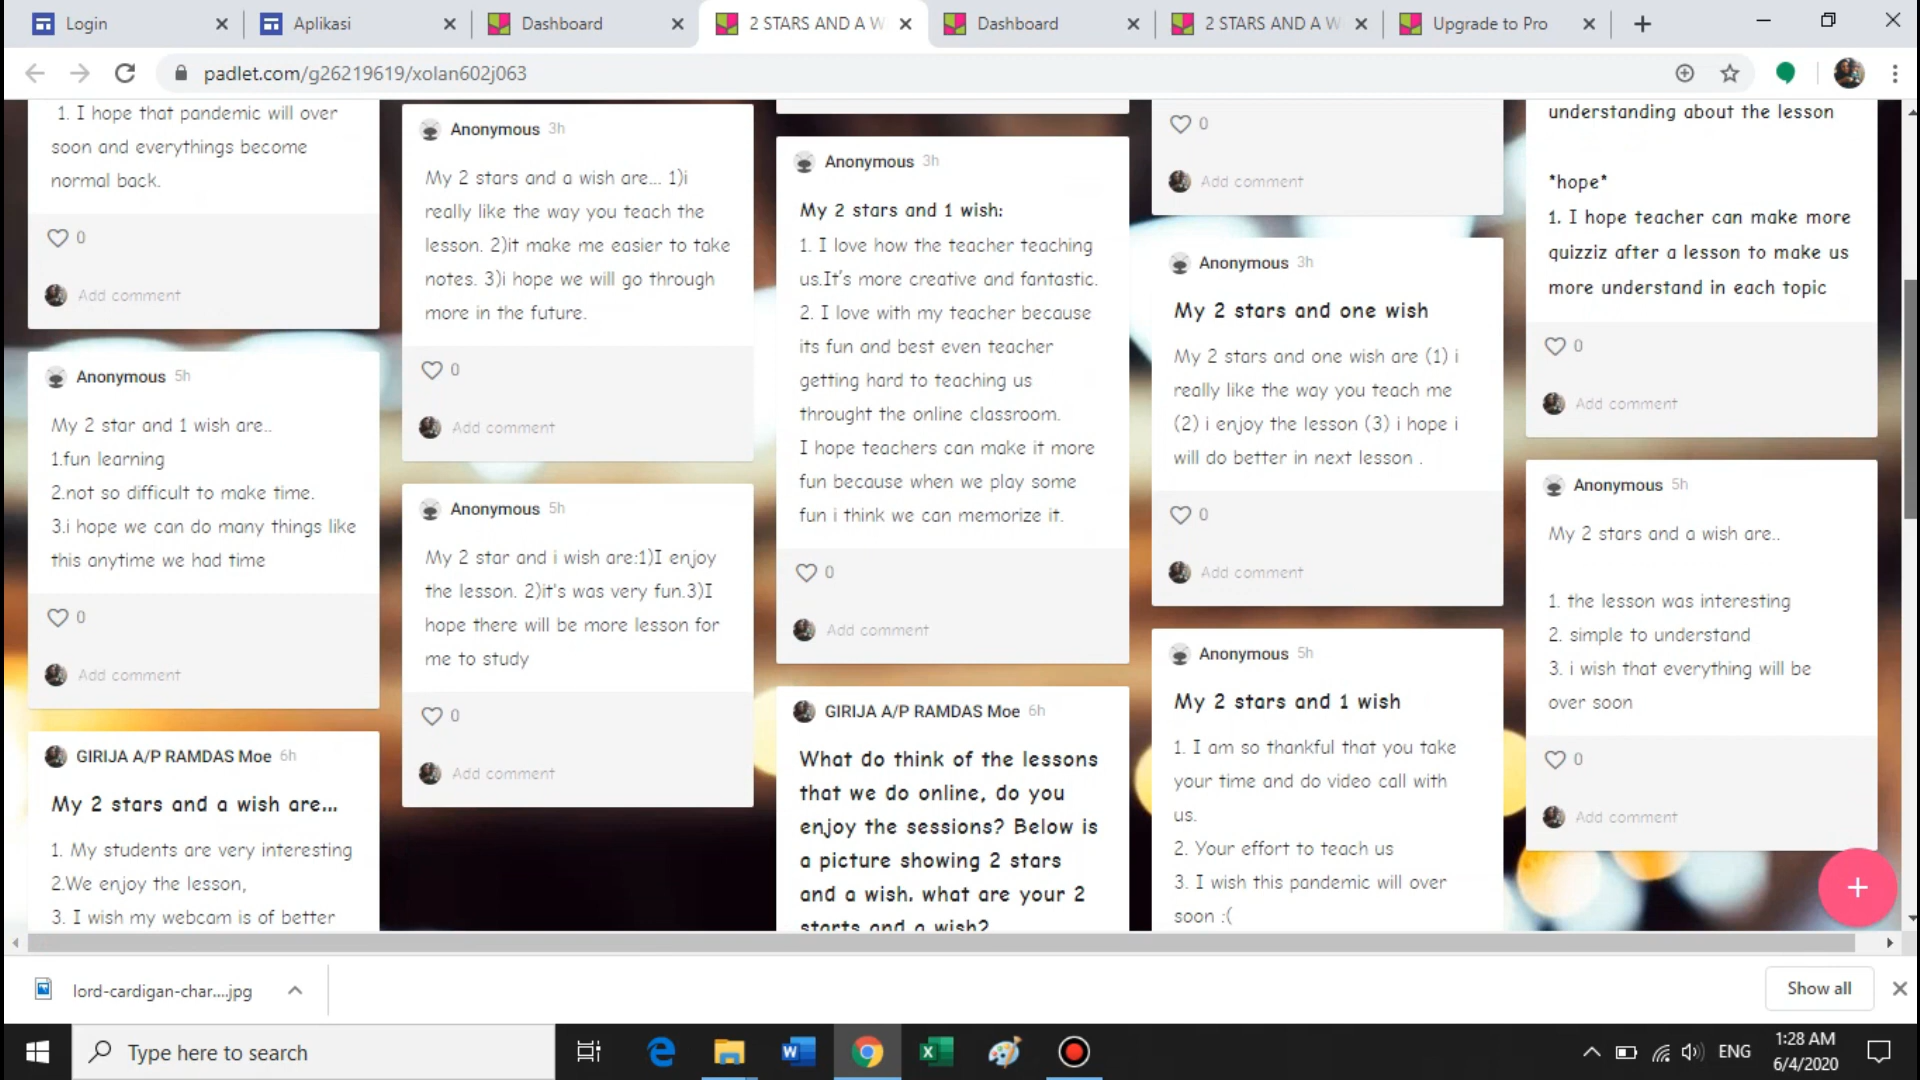 Login
Aplikasi
Dashboard
2 STARS AND A W
Dashboard
2 STARS AND A W
Upgrade to Pro
padlet.com/g26219619/xolan602j063
1. I hope that pandemic will over
soon and everythings become
normal back.
0
Add comment
Anonymous 5h
My 2 star and 1 wish are..
1.fun learning
2.not so difficult to make time.
3.i hope we can do many things like
this anytime we had time
0
Add comment
GIRIJA A/P RAMDAS Moe 6h
My 2 stars and a wish are...
1. My students are very interesting
2.We enjoy the lesson,
3. I wish my webcam is of better
Anonymous 3h
My 2 stars and a wish are... 1)i
really like the way you teach the
lesson. 2)it make me easier to take
notes. 3)i hope we will go through
more in the future.
0
Add comment
Anonymous 5h
My 2 star and i wish are:1)I enjoy
the lesson. 2)it's was very fun.3)I
hope there will be more lesson for
me to study
0
Add comment
Anonymous 3h
My 2 stars and 1 wish:
1. I love how the teacher teaching
us.It's more creative and fantastic.
2. I love with my teacher because
its fun and best even teacher
getting hard to teaching us
throught the online classroom.
I hope teachers can make it more
fun because when we play some
fun i think we can memorize it.
0
Add comment
GIRIJA A/P RAMDAS Moe 6h
What do think of the lessons
that we do online, do you
enjoy the sessions? Below is
a picture showing 2 stars
and a wish. what are your 2
starts and a wish?
0
Add comment
Anonymous 3h
My 2 stars and one wish
My 2 stars and one wish are (1) i
really like the way you teach me
(2) i enjoy the lesson (3) i hope i
will do better in next lesson .
0
Add comment
Anonymous 5h
My 2 stars and 1 wish
1. I am so thankful that you take
your time and do video call with
us.
2. Your effort to teach us
3. I wish this pandemic will over
soon :(
understanding about the lesson
*hope*
1. I hope teacher can make more
quizziz after a lesson to make us
more understand in each topic
0
Add comment
Anonymous 5h
My 2 stars and a wish are..
1. the lesson was interesting
2. simple to understand
3. i wish that everything will be
over soon
0
Add comment
lord-cardigan-char....jpg
Show all
Type here to search
ENG
1:28 AM
6/4/2020